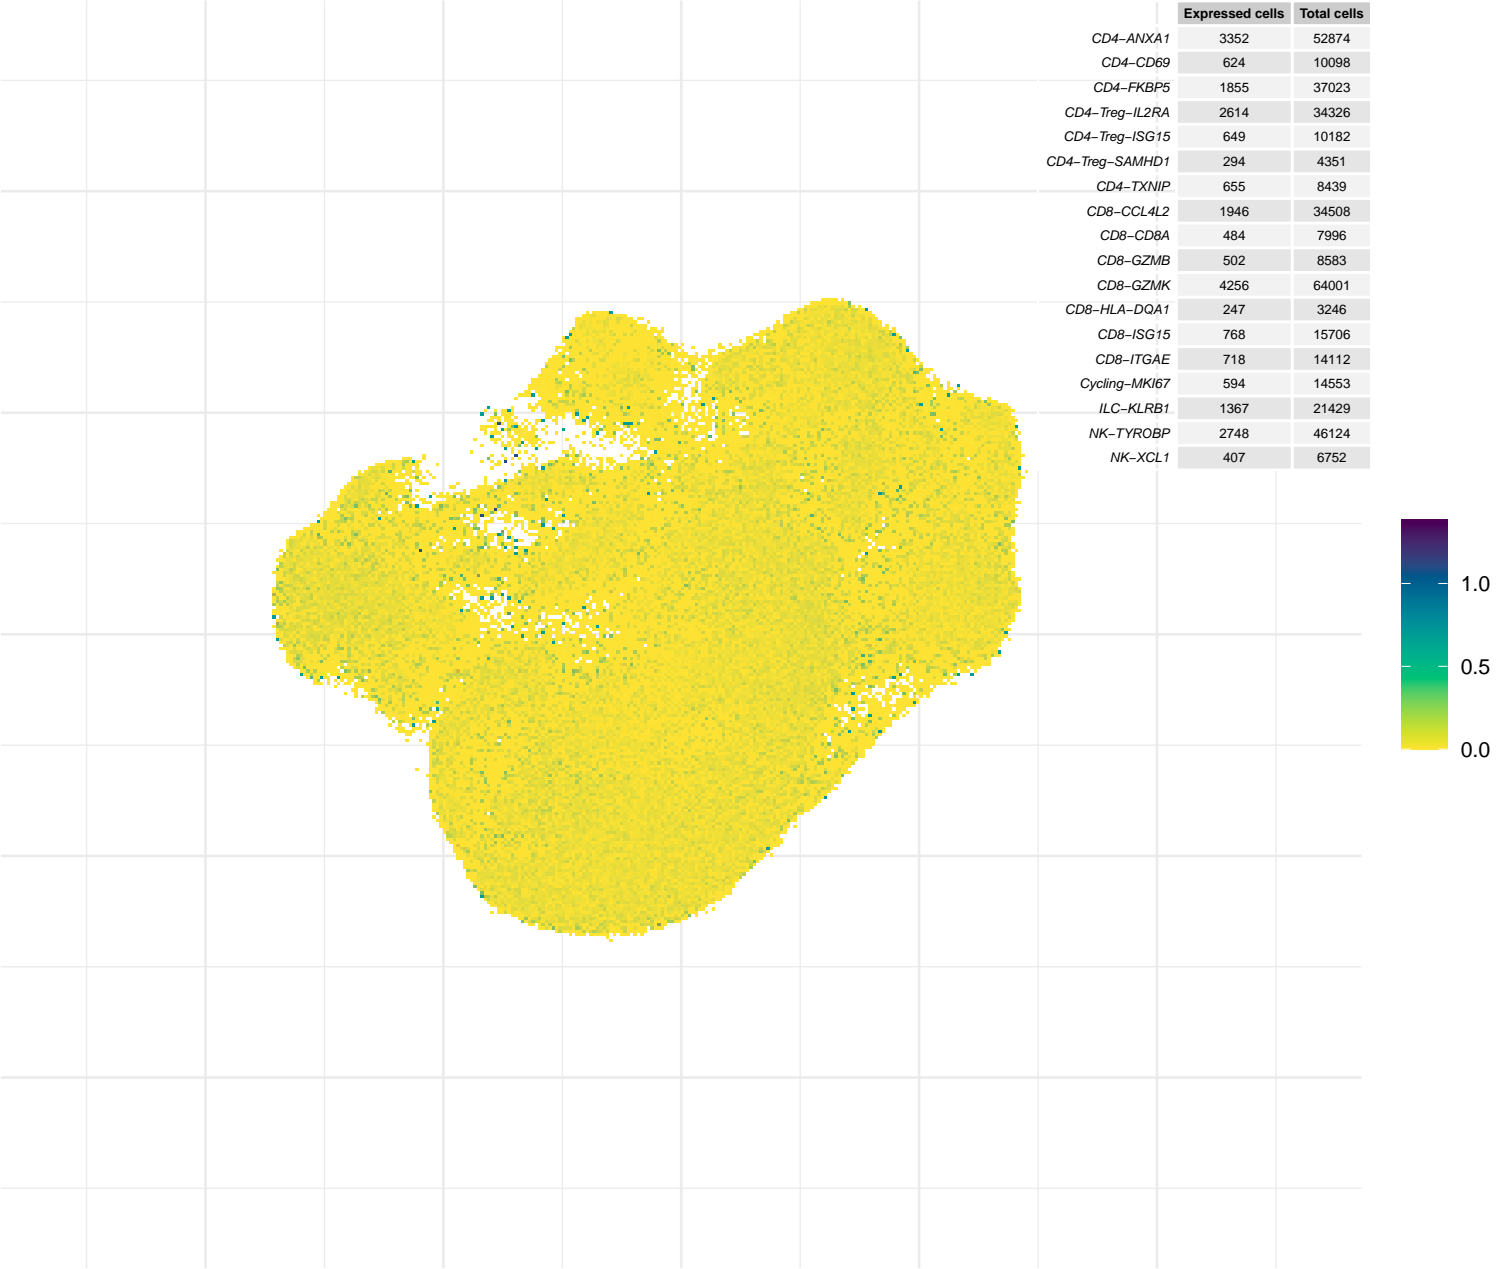 Expressed cells Total cells
CD4−ANXA1 3352 52874
CD4−CD69 624 10098
CD4−FKBP5 1855 37023
CD4−Treg−IL2RA 2614 34326
CD4−Treg−ISG15 649 10182
CD4−Treg−SAMHD1 294 4351
CD4−TXNIP 655 8439
CD8−CCL4L2 1946 34508
CD8−CD8A 484 7996
CD8−GZMB 502 8583
CD8−GZMK 4256 64001
CD8−HLA−DQA1 247 3246
CD8−ISG15 768 15706
CD8−ITGAE 718 14112
Cycling−MKI67 594 14553
ILC−KLRB1 1367 21429
NK−TYROBP 2748 46124
NK−XCL1 407 6752
1.0
0.5
0.0